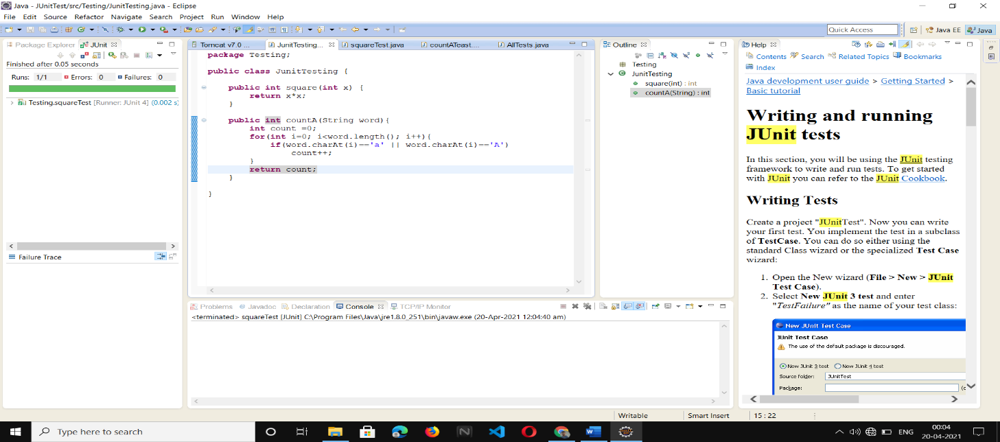 Java - JUnitTest/src/Testing/JunitTesting.java - Eclipse
File Edit Source Refactor Navigate Search Project Run Window Help
Quick Access
Java EE
Java
Package Explorer
JUnit
Finished after 0.05 seconds
Runs: 1/1 Errors: 0 Failures: 0
Testing.squareTest [Runner: JUnit 4] (0.002 s)
Failure Trace
Tomcat v7.0 ...
JunitTesting...
squareTest.java
countATeast....
AllTests.java
package Testing;
public class JunitTesting {
public int square(int x) {
return x*x;
}
public int countA(String word){
int count =0;
for(int i=0; i<word.length(); i++){
if(word.charAt(i)=='a' || word.charAt(i)=='A')
count++;
}
return count;
}
}
Outline
Testing
JunitTesting
square(int) : int
countA(String) : int
Problems
Javadoc
Declaration
Console
TCP/IP Monitor
<terminated> squareTest [JUnit] C:\Program Files\Java\jre1.8.0_251\bin\javaw.exe (20-Apr-2021 12:04:40 am)
Help
Contents Search Related Topics Bookmarks
Index
Java development user guide > Getting Started >
Basic tutorial
Writing and running
JUnit tests
In this section, you will be using the JUnit testing
framework to write and run tests. To get started
with JUnit you can refer to the JUnit Cookbook.
Writing Tests
Create a project "JUnitTest". Now you can write
your first test. You implement the test in a subclass
of TestCase. You can do so either using the
standard Class wizard or the specialized Test Case
wizard:
1. Open the New wizard (File > New > JUnit
Test Case).
2. Select New JUnit 3 test and enter
"TestFailure" as the name of your test class:
New JUnit Test Case
JUnit Test Case
The use of the default package is discouraged.
New JUnit 3 test New JUnit 4 test
Source folder: JUnitTest
Package:
Writable
Smart Insert
15 : 22
Type here to search
ENG
00:04
20-04-2021